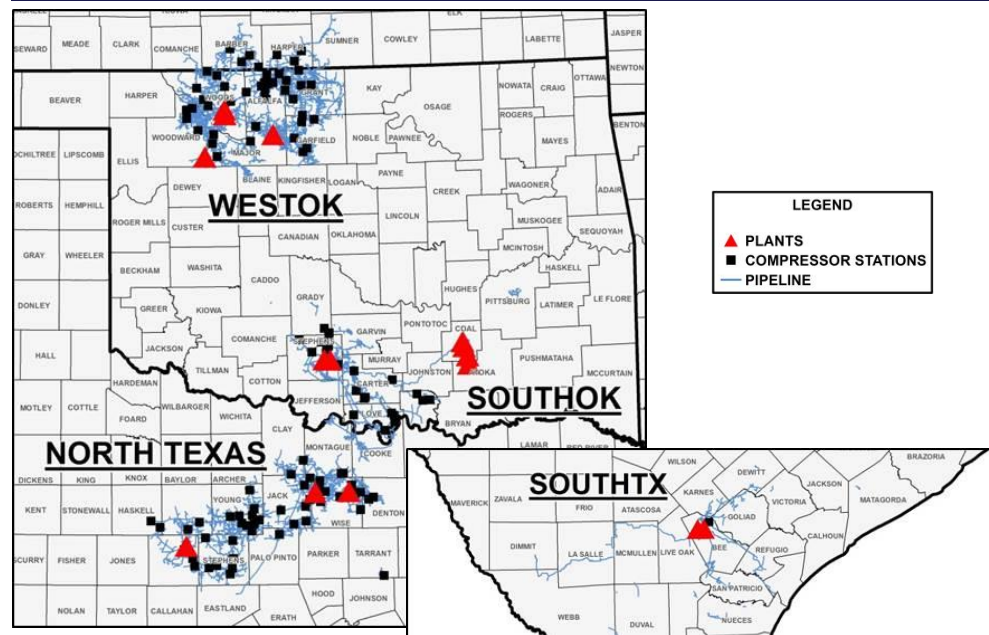 SUMNER
COWLEY
LABETTE
JASPER
SEWARD
MEADE
CLARK
COMANCHE
BARBER
HARPER
NEWTON
BEAVER
HARPER
WOODS
ALFALFA
GRANT
KAY
OSAGE
NOWATA
CRAIG
OTTAWA
ROGERS
MAYES
BENTON
WOODWARD
MAJOR
GARFIELD
NOBLE
PAWNEE
OCHILTREE
LIPSCOMB
ELLIS
DEWEY
BLAINE
KINGFISHER
LOGAN
PAYNE
CREEK
WAGONER
ADAIR
ROBERTS
HEMPHILL
WESTOK
ROGER MILLS
CUSTER
CANADIAN
OKLAHOMA
LINCOLN
MUSKOGEE
SEQUOYAH
MCINTOSH
GRAY
WHEELER
BECKHAM
WASHITA
CADDO
HASKELL
HUGHES
PITTSBURG
LATIMER
LE FLORE
DONLEY
GREER
KIOWA
GRADY
GARVIN
PONTOTOC
COAL
HALL
JACKSON
COMANCHE
STEPHENS
MURRAY
JOHNSTON
PUSHMATAHA
MCCURTAIN
TILLMAN
COTTON
CARTER
HARDEMAN
JEFFERSON
LOVE
SOUTHOK
BRYAN
MOTLEY
COTTLE
FOARD
WILBARGER
WICHITA
CLAY
MONTAGUE
COOKE
LAMAR
RED RIVER
NORTH TEXAS
DICKENS
KING
KNOX
BAYLOR
ARCHER
YOUNG
JACK
WISE
DENTON
KENT
STONEWALL
HASKELL
SCURRY
FISHER
JONES
STEPHENS
PALO PINTO
PARKER
TARRANT
HOOD
JOHNSON
NOLAN
TAYLOR
CALLAHAN
EASTLAND
ERATH
LEGEND
PLANTS
COMPRESSOR STATIONS
PIPELINE
SOUTHTX
WILSON
DEWITT
BRAZORIA
KARNES
JACKSON
MAVERICK
ZAVALA
FRIO
ATASCOSA
VICTORIA
MATAGORDA
GOLIAD
CALHOUN
DIMMIT
LA SALLE
MCMULLEN
LIVE OAK
BEE
REFUGIO
SAN PATRICIO
WEBB
DUVAL
NUECES